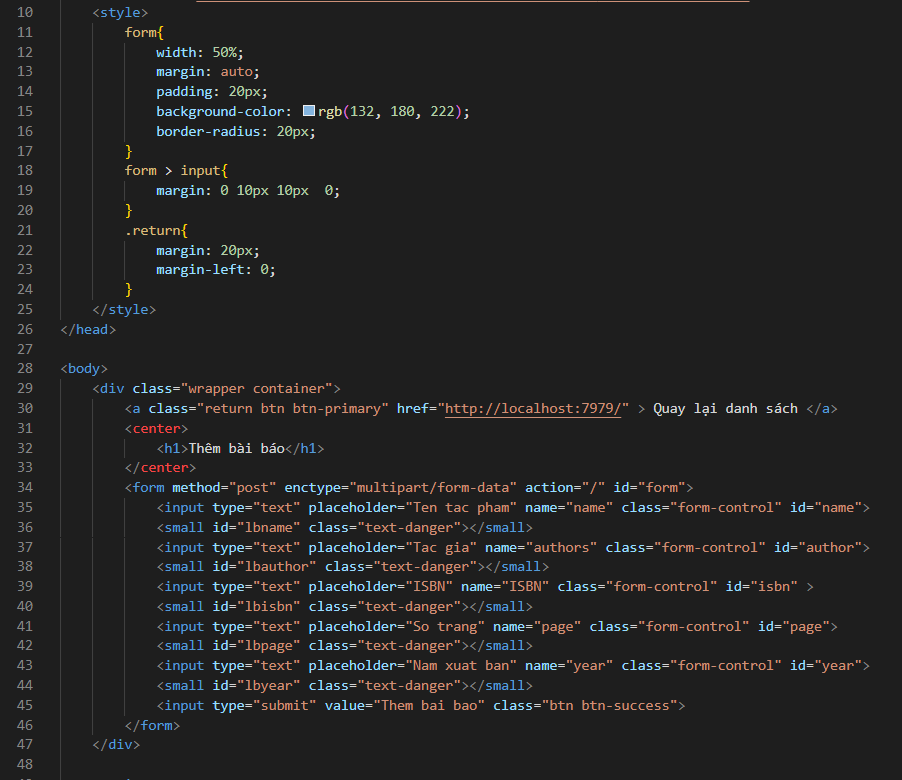 10 <style>
11 form{
12 width: 50%;
13 margin: auto;
14 padding: 20px;
15 background-color: rgb(132, 180, 222);
16 border-radius: 20px;
17 }
18 form > input{
19 margin: 0 10px 10px  0;
20 }
21 .return{
22 margin: 20px;
23 margin-left: 0;
24 }
25 </style>
26 </head>
27
28 <body>
29 <div class="wrapper container">
30 <a class="return btn btn-primary" href="http://localhost:7979/" > Quay lại danh sách </a>
31 <center>
32 <h1>Thêm bài báo</h1>
33 </center>
34 <form method="post" enctype="multipart/form-data" action="/" id="form">
35 <input type="text" placeholder="Ten tac pham" name="name" class="form-control" id="name">
36 <small id="lbname" class="text-danger"></small>
37 <input type="text" placeholder="Tac gia" name="authors" class="form-control" id="author">
38 <small id="lbauthor" class="text-danger"></small>
39 <input type="text" placeholder="ISBN" name="ISBN" class="form-control" id="isbn" >
40 <small id="lbisbn" class="text-danger"></small>
41 <input type="text" placeholder="So trang" name="page" class="form-control" id="page">
42 <small id="lbpage" class="text-danger"></small>
43 <input type="text" placeholder="Nam xuat ban" name="year" class="form-control" id="year">
44 <small id="lbyear" class="text-danger"></small>
45 <input type="submit" value="Them bai bao" class="btn btn-success">
46 </form>
47 </div>
48